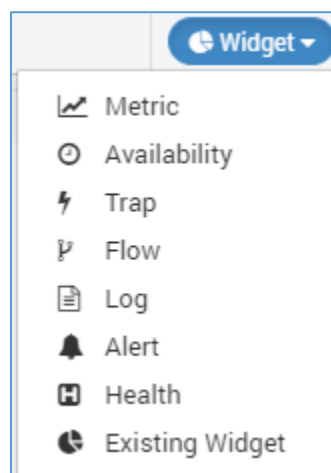 Widget
Metric
Availability
Trap
Flow
Log
Alert
Health
Existing Widget